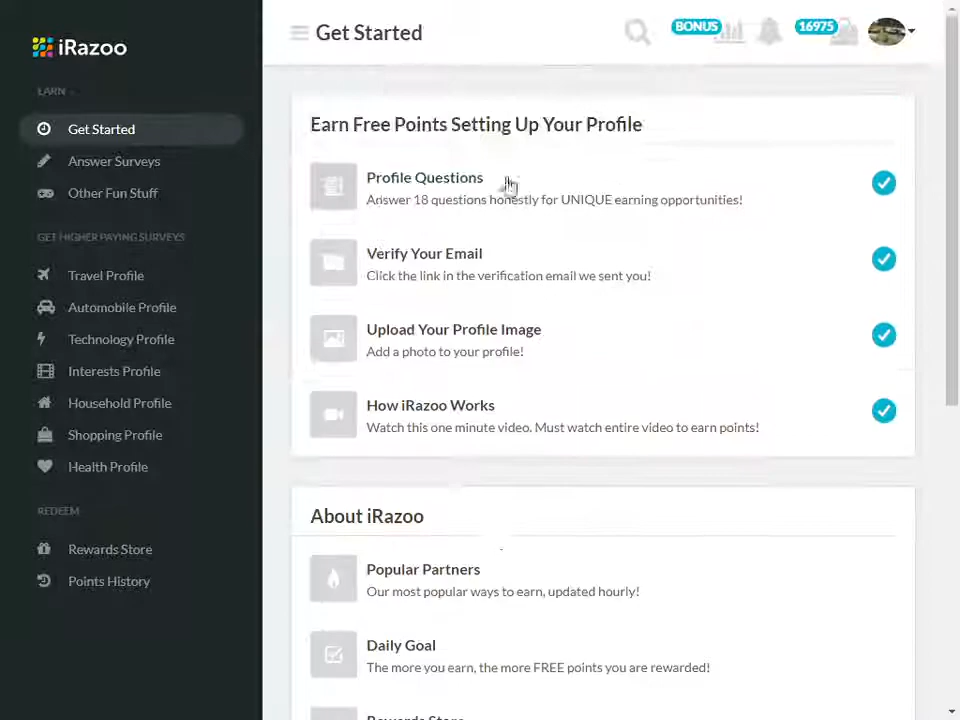 iRazoo
Get Started
BONUS
16975
EARN
Get Started
Answer Surveys
Other Fun Stuff
GET HIGHER PAYING SURVEYS
Travel Profile
Automobile Profile
Technology Profile
Interests Profile
Household Profile
Shopping Profile
Health Profile
REDEEM
Rewards Store
Points History
Earn Free Points Setting Up Your Profile
Profile Questions
Answer 18 questions honestly for UNIQUE earning opportunities!
Verify Your Email
Click the link in the verification email we sent you!
Upload Your Profile Image
Add a photo to your profile!
How iRazoo Works
Watch this one minute video. Must watch entire video to earn points!
About iRazoo
Popular Partners
Our most popular ways to earn, updated hourly!
Daily Goal
The more you earn, the more FREE points you are rewarded!
Rewards Store